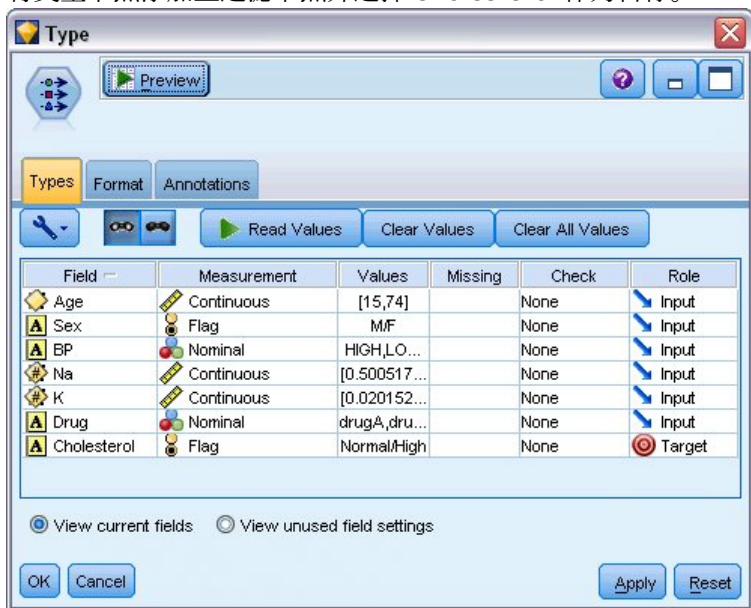 Type
Preview
Types Format Annotations
Read Values Clear Values Clear All Values
Field Measurement Values Missing Check Role
Age Continuous [15,74] None Input
A Sex Flag M/F None Input
A BP Nominal HIGH,LO... None Input
# Na Continuous [0.500517... None Input
# K Continuous [0.020152... None Input
A Drug Nominal drugA,dru... None Input
A Cholesterol Flag Normal/High None Target
View current fields View unused field settings
OK Cancel Apply Reset